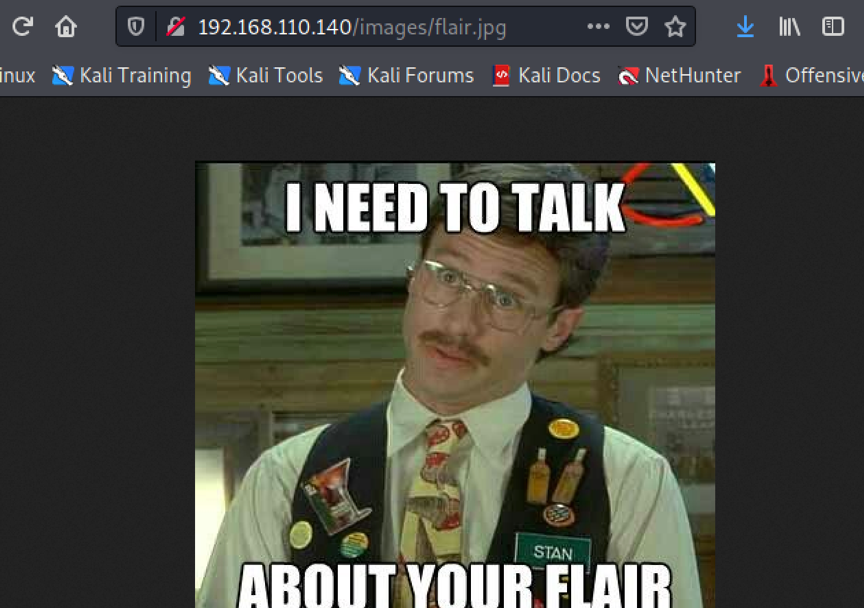 192.168.110.140/images/flair.jpg
inux Kali Training Kali Tools Kali Forums Kali Docs NetHunter Offensive
I NEED TO TALK
STAN
ABOUT YOUR FLAIR